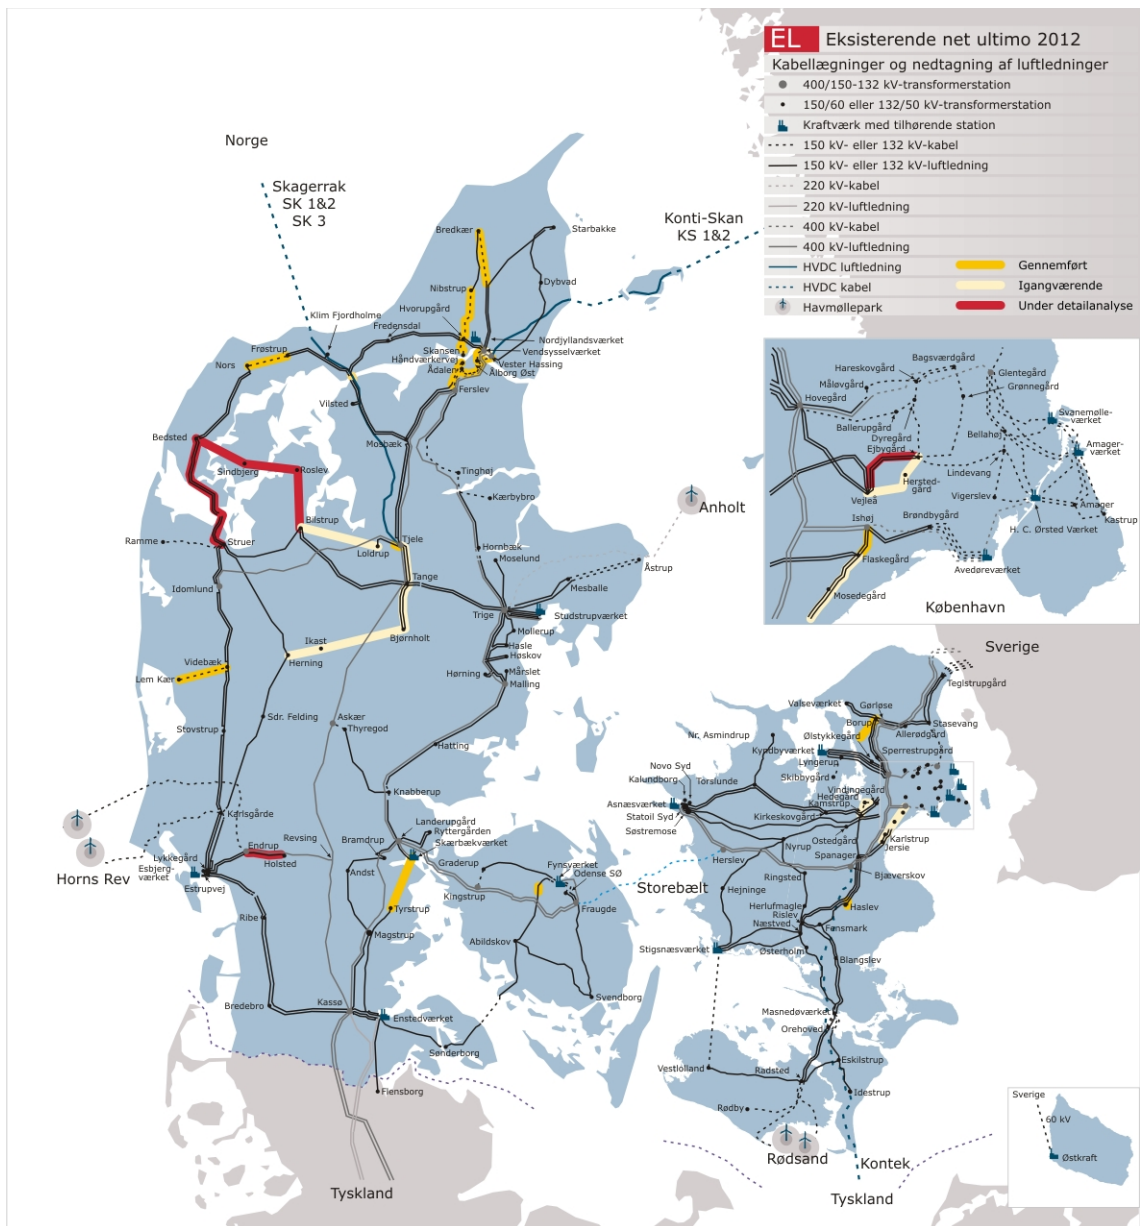 EL Eksisterende net ultimo 2012
Kabellægninger og nedtagning af luftledninger
400/150-132 kV-transformerstation
150/60 eller 132/50 kV-transformerstation
Kraftværk med tilhørende station
150 kV- eller 132 kV-kabel
150 kV- eller 132 kV-luftledning
220 kV-kabel
220 kV-luftledning
400 kV-kabel
400 kV-luftledning
HVDC luftledning
Gennemført
HVDC kabel
Igangværende
Havmøllepark
Under detailanalyse
Norge
Skagerrak
SK 1&2
SK 3
Konti-Skan
KS 1&2
Bredkær
Starbakke
Nibstrup
Dybvad
Hvorupgård
Klim Fjordholme
Fredensdal
Nordjyllandsværket
Frøstrup
Skansen
Vendsysselværket
Håndværkervej
Vester Hassing
Nors
Ådalen
Ålborg Øst
Ferslev
Vilsted
Bedsted
Mosbæk
Sindbjerg
Roslev
Tinghøj
Kærbybro
Anholt
Bilstrup
Ramme
Struer
Loldrup
Tjele
Hornbæk
Moselund
Åstrup
Idomlund
Tange
Mesballe
Trige
Studstrupværket
Ikast
Bjørnholt
Mollerup
Hasle
Videbæk
Herning
Høskov
Lem Kær
Hørning
Mårslet
Malling
Stovstrup
Sdr. Felding
Askær
Thyregod
Hatting
Knabberup
Karlsgårde
Landerupgård
Ryttergården
Horns Rev
Lykkegård
Endrup
Revsing
Bramdrup
Skærbækværket
Esbjerg-
værket
Holsted
Graderup
Fynsværket
Odense SØ
Estrupvej
Andst
Kingstrup
Storebælt
Ribe
Tyrstrup
Fraugde
Magstrup
Abildskov
Bredebro
Kassø
Enstedværket
Svendborg
Sønderborg
Flensborg
Tyskland
Bagsværdgård
Hareskovgård
Glentegård
Måløvgård
Grønnegård
Hovegård
Svanemølle-
værket
Ballerupgård
Dyregård
Bellahøj
Amager-
værket
Ejbygård
Lindevang
Hersted-
gård
Vejleå
Vigerslev
Amager
Ishøj
Brøndbygård
H. C. Ørsted Værket
Kastrup
Flaskegård
Avedøreværket
Mosedegård
København
Sverige
Teglstrupgård
Valseværket
Gørløse
Borup
Stasevang
Nr. Asmindrup
Ølstykkegård
Allerødgård
Kyndbyværket
Sperrestrupgård
Lyngerup
Novo Syd
Kalundborg
Torslunde
Skibbygård
Vindingegård
Hedegård
Asnæsværket
Kamstrup
Statoil Syd
Kirkeskovgård
Søstremose
Karlstrup
Ostedgård
Jersie
Nyrup
Herslev
Spanager
Ringsted
Bjæverskov
Hejninge
Herlufmagle
Haslev
Rislev
Næstved
Fensmark
Stigsnæsværket
Østerholm
Blangslev
Masnedøværket
Orehoved
Eskilstrup
Vestlolland
Radsted
Idestrup
Rødby
Rødsand
Kontek
Tyskland
Sverige
60 kV
Østkraft